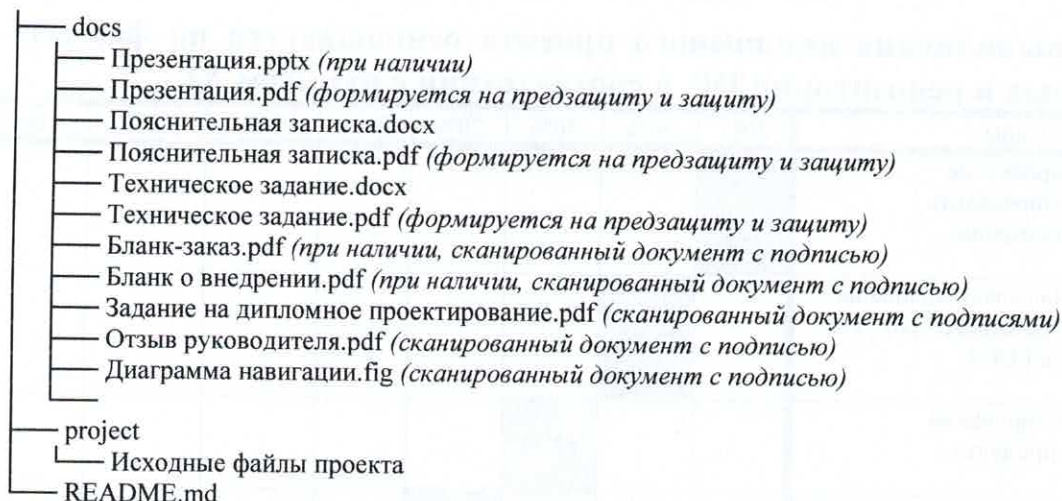 docs
Презентация.pptx (при наличии)
Презентация.pdf (формируется на предзащиту и защиту)
Пояснительная записка.docx
Пояснительная записка.pdf (формируется на предзащиту и защиту)
Техническое задание.docx
Техническое задание.pdf (формируется на предзащиту и защиту)
Бланк-заказ.pdf (при наличии, сканированный документ с подписью)
Бланк о внедрении.pdf (при наличии, сканированный документ с подписью)
Задание на дипломное проектирование.pdf (сканированный документ с подписями)
Отзыв руководителя.pdf (сканированный документ с подписью)
Диаграмма навигации.fig (сканированный документ с подписью)
project
Исходные файлы проекта
README.md